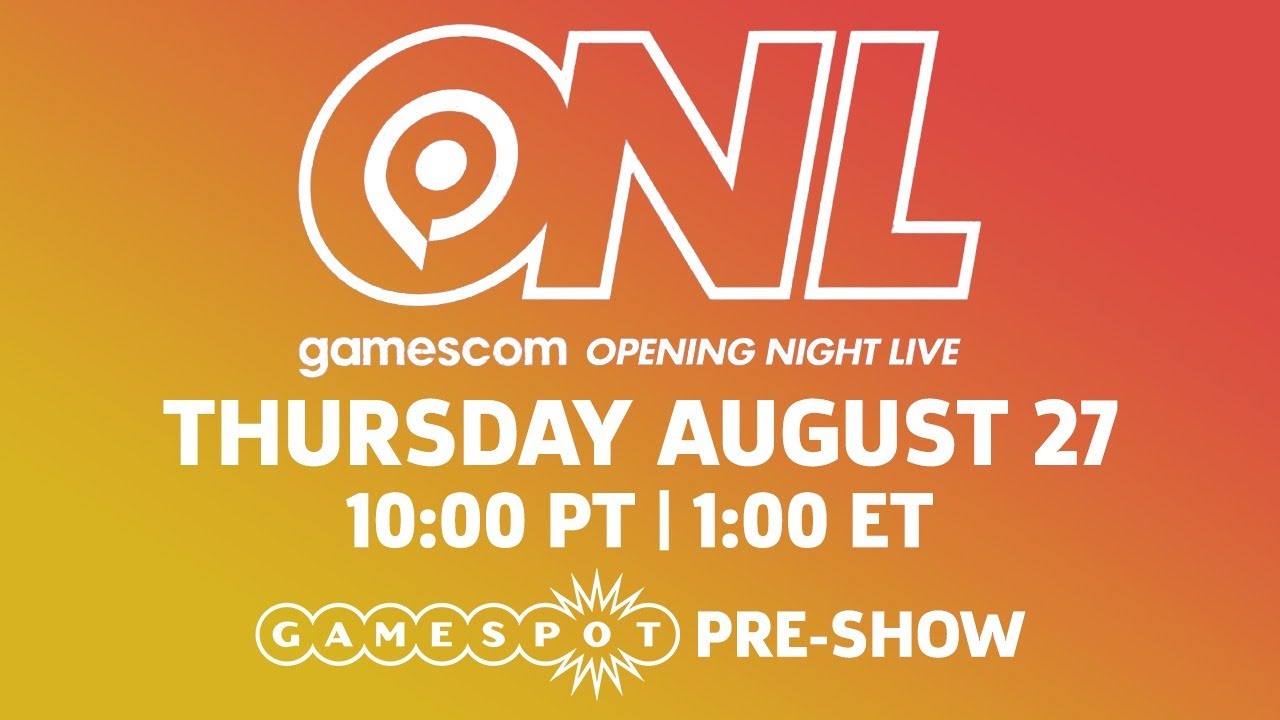 ONL
gamescom OPENING NIGHT LIVE
THURSDAY AUGUST 27
10:00 PT | 1:00 ET
GAMESPOT PRE-SHOW